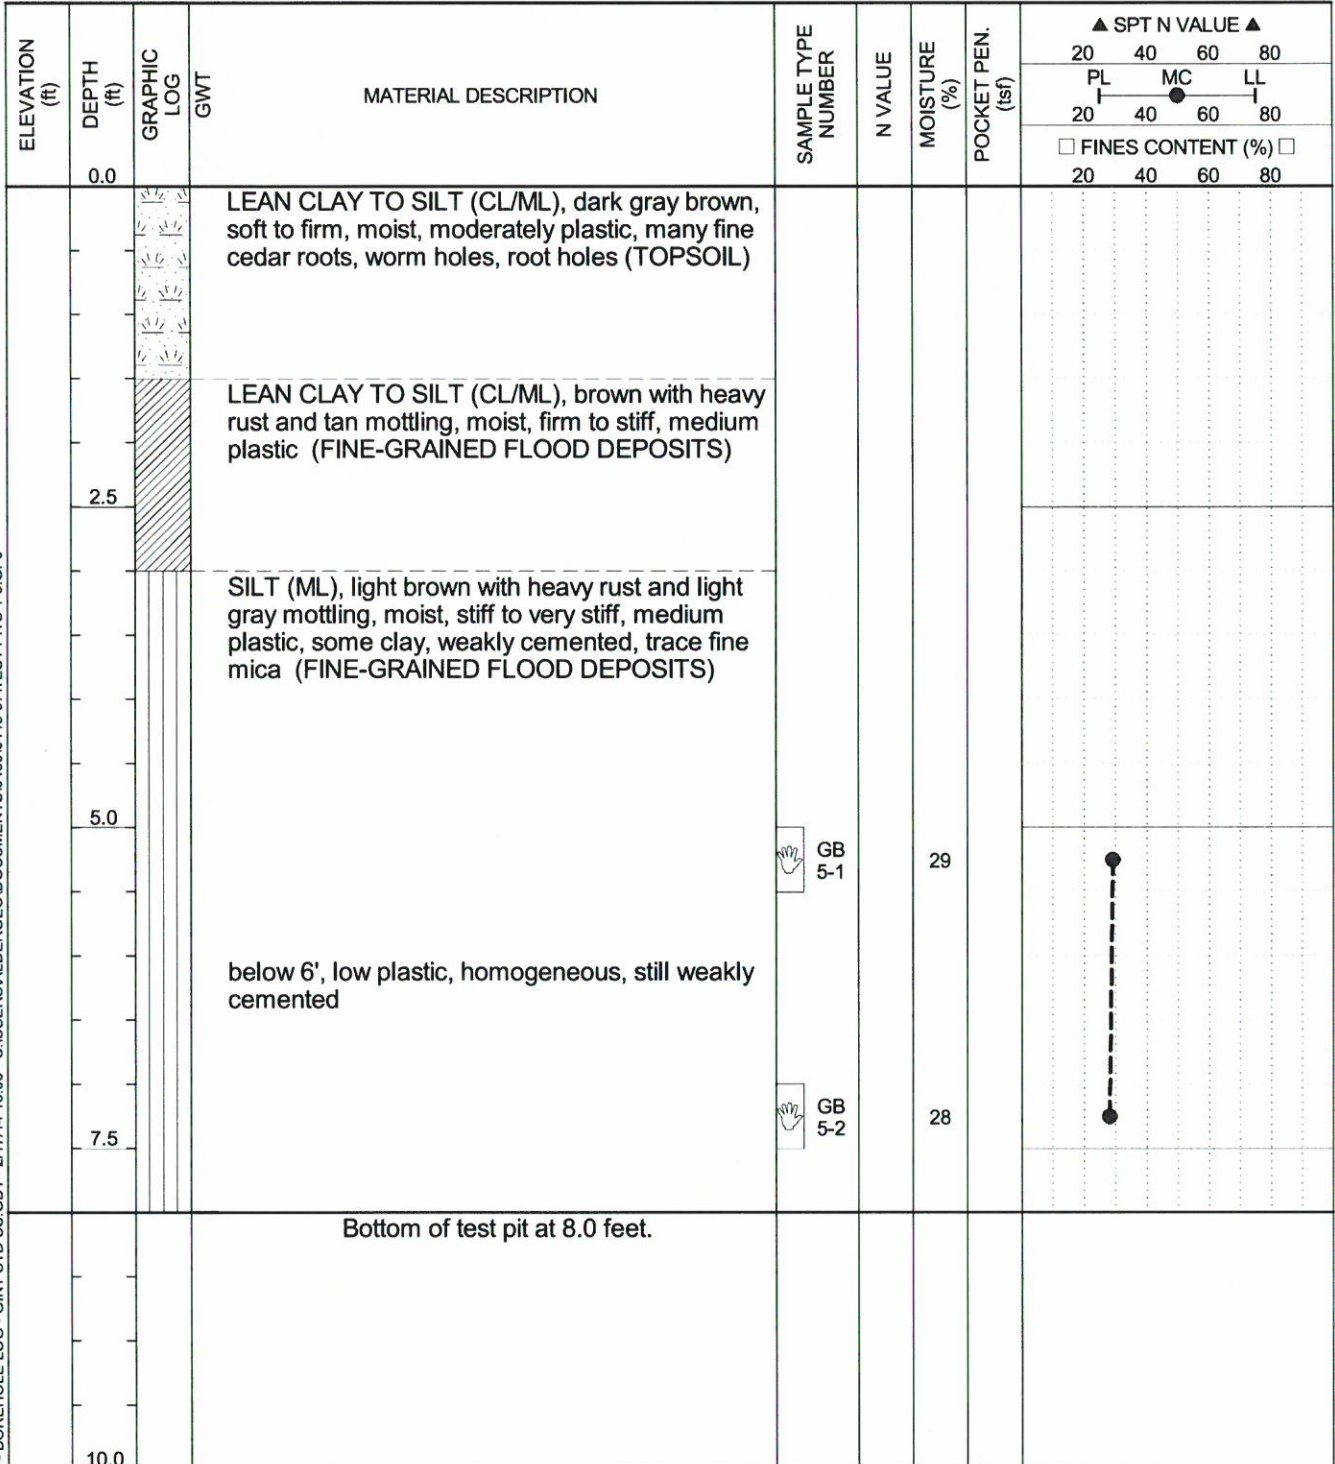 ELEVATION
(ft)
DEPTH
(ft)
GRAPHIC
LOG
GWT
MATERIAL DESCRIPTION
SAMPLE TYPE
NUMBER
N VALUE
MOISTURE
(%)
POCKET PEN.
(tsf)
▲ SPT N VALUE ▲
20 40 60 80
PL MC LL
20 40 60 80
□ FINES CONTENT (%) □
20 40 60 80
0.0
LEAN CLAY TO SILT (CL/ML), dark gray brown,
soft to firm, moist, moderately plastic, many fine
cedar roots, worm holes, root holes (TOPSOIL)
LEAN CLAY TO SILT (CL/ML), brown with heavy
rust and tan mottling, moist, firm to stiff, medium
plastic (FINE-GRAINED FLOOD DEPOSITS)
2.5
SILT (ML), light brown with heavy rust and light
gray mottling, moist, stiff to very stiff, medium
plastic, some clay, weakly cemented, trace fine
mica (FINE-GRAINED FLOOD DEPOSITS)
5.0
GB
5-1
29
below 6', low plastic, homogeneous, still weakly
cemented
GB
5-2
28
7.5
Bottom of test pit at 8.0 feet.
10.0